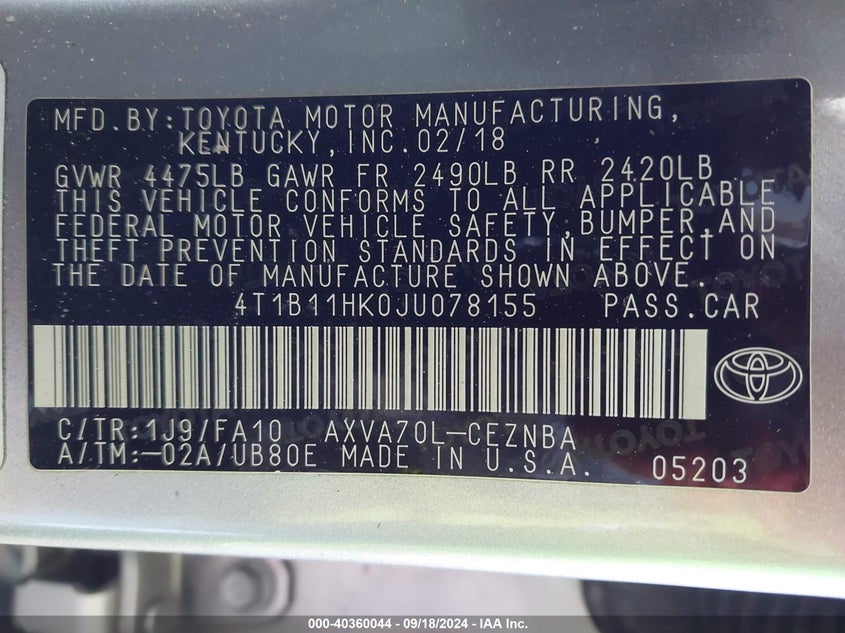 MFD.BY:TOYOTA MOTOR MANUFACTURING,
KENTUCKY,INC.02/18
GVWR 4475LB GAWR FR 2490LB RR 2420LB
THIS VEHICLE CONFORMS TO ALL APPLICABLE
FEDERAL MOTOR VEHICLE SAFETY,BUMPER,AND
THEFT PREVENTION STANDARDS IN EFFECT ON
THE DATE OF MANUFACTURE SHOWN ABOVE.
4T1B11HK0JU078155 PASS.CAR
C/TR:1J9/FA10 AXVA70L-CEZNBA
A/TM:-02A/UB80E MADE IN U.S.A. 05203
000-40360044 - 09/18/2024 - IAA Inc.